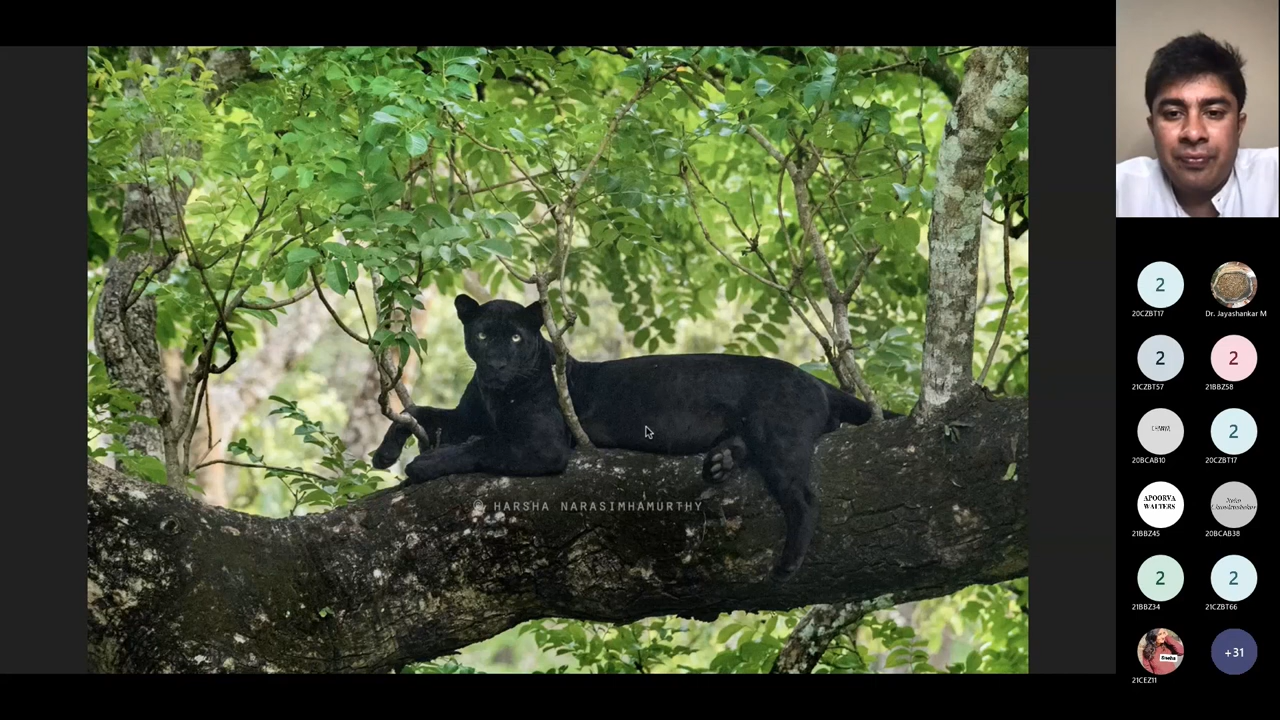 © HARSHA NARASIMHAMURTHY
2
20CZBT17
Dr. Jayashankar M
2
21CZBT57
2
21BBZ58
20BCAB10
2
20CZBT17
APOORVA
WALTERS
21BBZ45
20BCAB38
2
21BBZ34
2
21CZBT66
Sneha
21CEZ11
+31